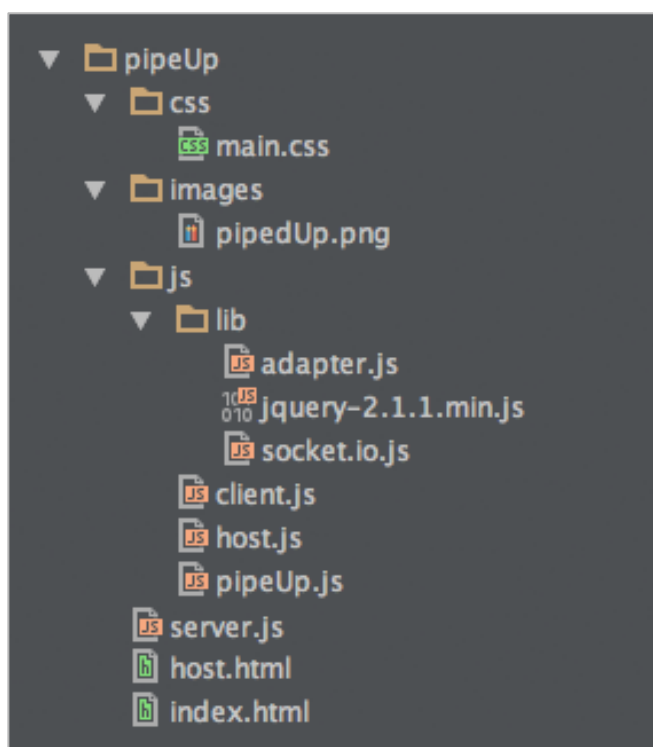 pipeUp
css
main.css
images
pipedUp.png
js
lib
adapter.js
jquery-2.1.1.min.js
socket.io.js
client.js
host.js
pipeUp.js
server.js
host.html
index.html